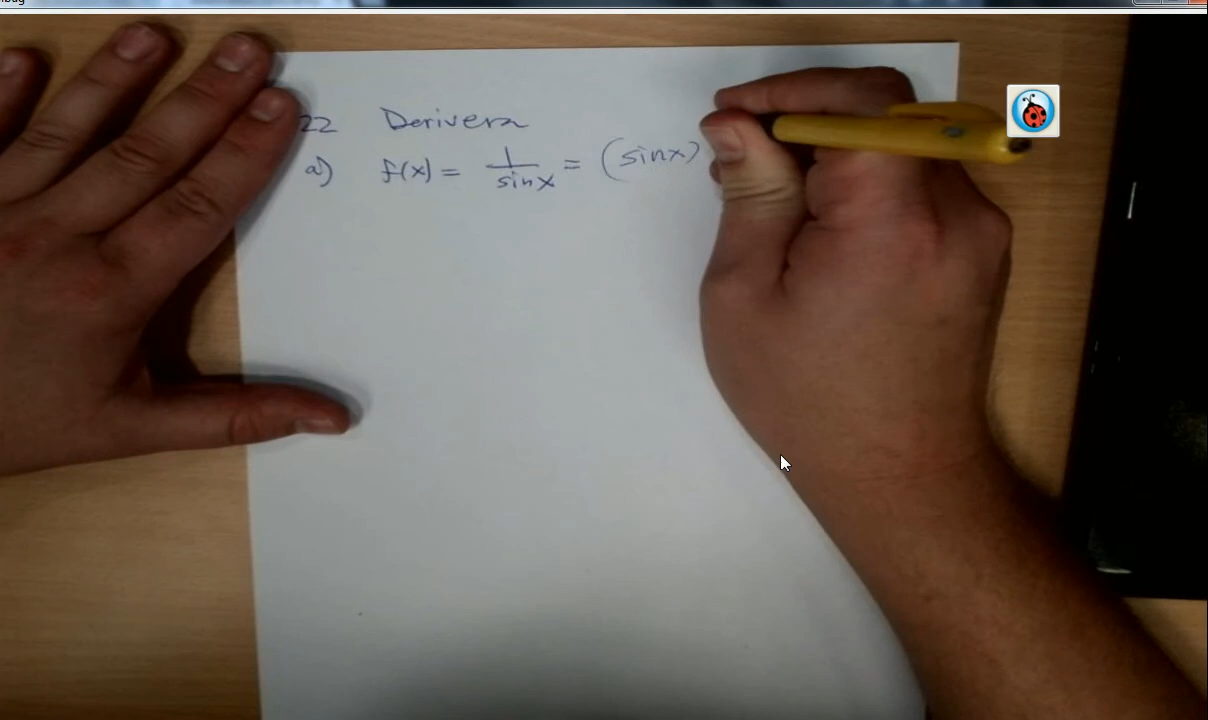 22 Derivera
a) f(x) = 1/sinx = (sinx)